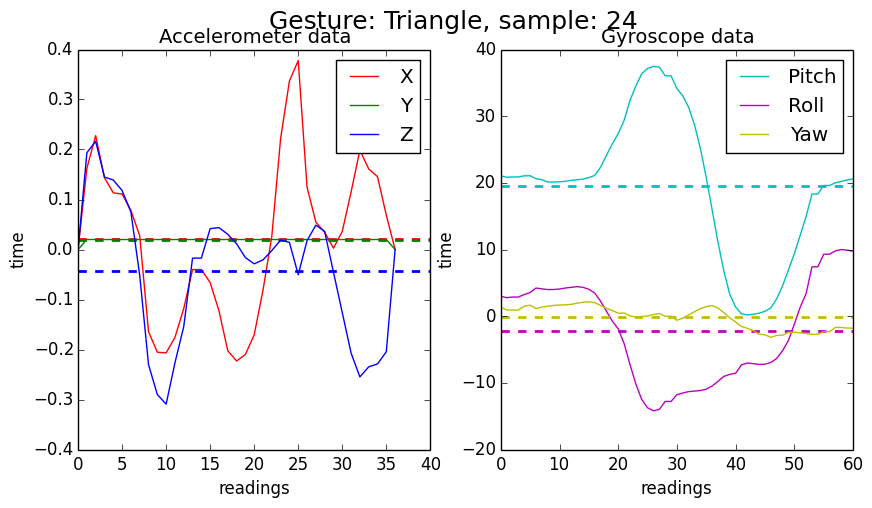 Gesture: Triangle, sample: 24
Accelerometer data
0.4
0.3
0.2
0.1
0.0
−0.1
−0.2
−0.3
−0.4
time
0 5 10 15 20 25 30 35 40
readings
X
Y
Z
Gyroscope data
40
30
20
10
0
−10
−20
time
0 10 20 30 40 50 60
readings
Pitch
Roll
Yaw